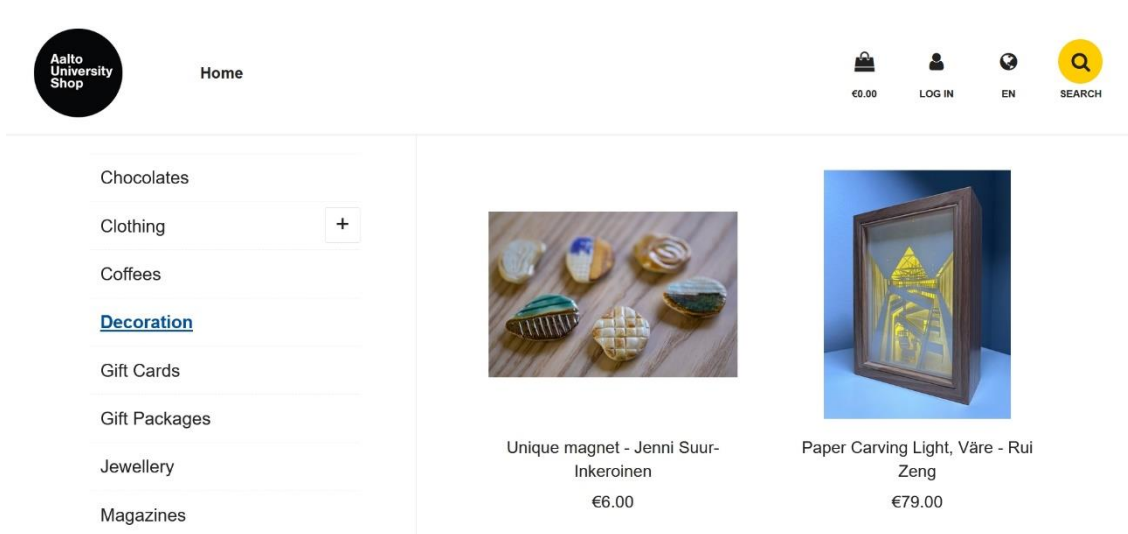 Aalto
University
Shop
Home
€0.00
LOG IN
EN
SEARCH
Chocolates
Clothing
+
Coffees
Decoration
Gift Cards
Gift Packages
Jewellery
Magazines
Unique magnet - Jenni Suur-
Inkeroinen
€6.00
Paper Carving Light, Väre - Rui
Zeng
€79.00